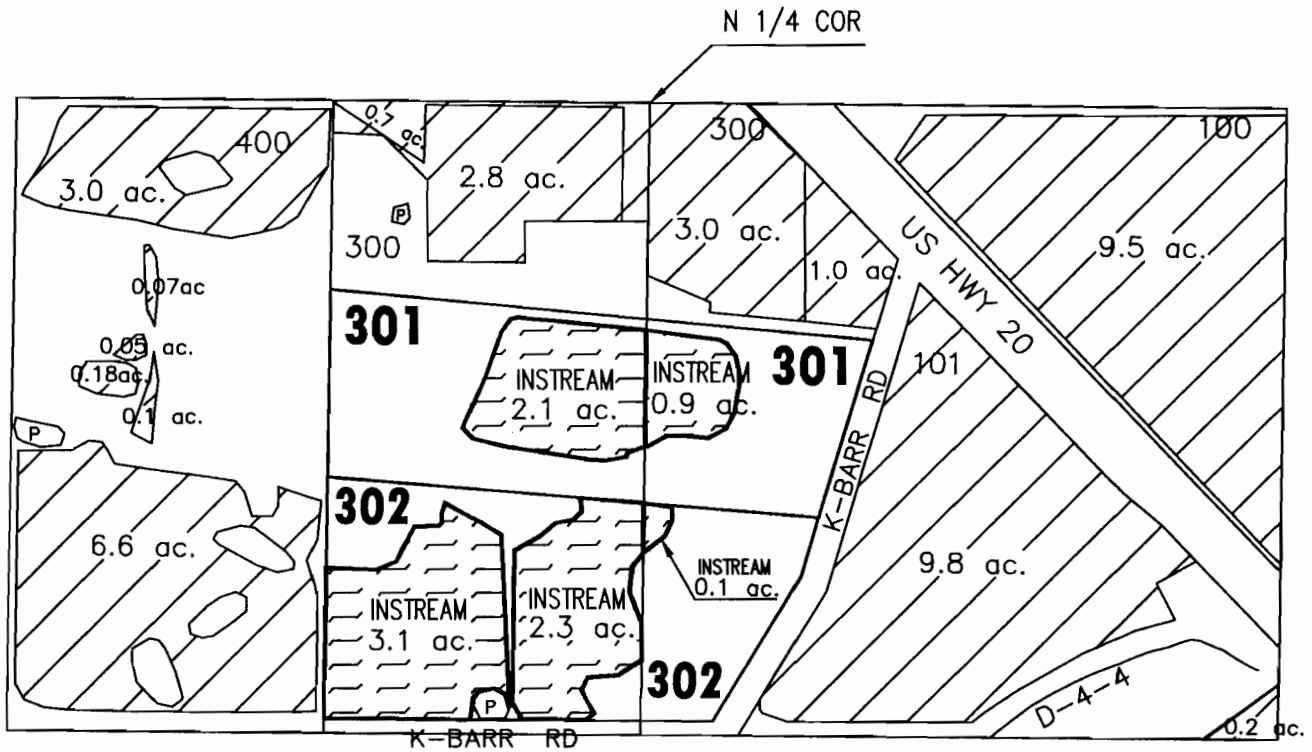 N 1/4 COR
400
3.0 ac.
0.7 ac.
2.8 ac.
P
300
300
3.0 ac.
1.0 ac.
US HWY 20
100
9.5 ac.
0.07ac
0.05 ac.
0.18ac.
0.1 ac.
P
6.6 ac.
301
INSTREAM
2.1 ac.
INSTREAM
0.9 ac.
301
K-BARR RD
101
9.8 ac.
302
INSTREAM
3.1 ac.
INSTREAM
2.3 ac.
INSTREAM
0.1 ac.
302
P
K-BARR RD
D-4-4
0.2 ac.